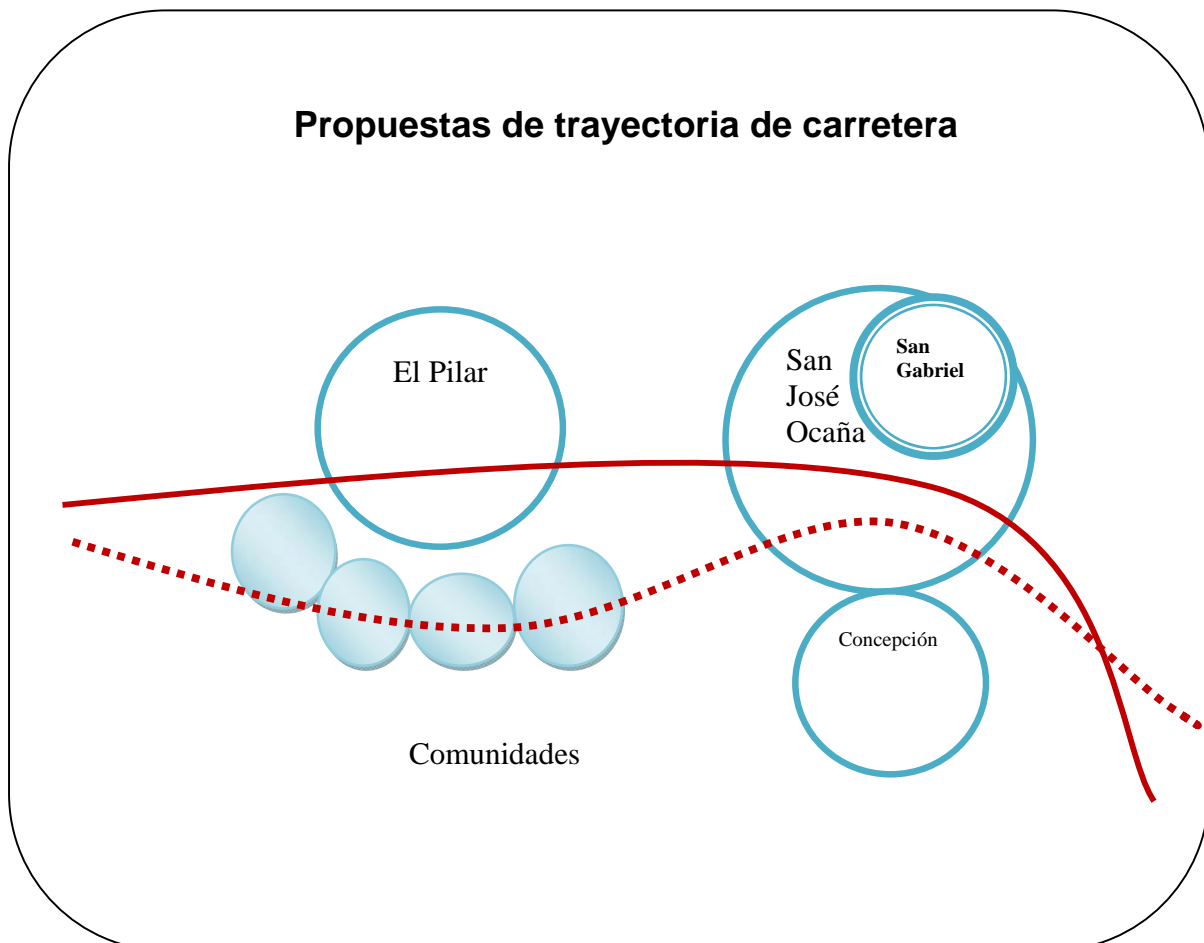 Propuestas de trayectoria de carretera
El Pilar
San
José
Ocaña
San
Gabriel
Concepción
Comunidades